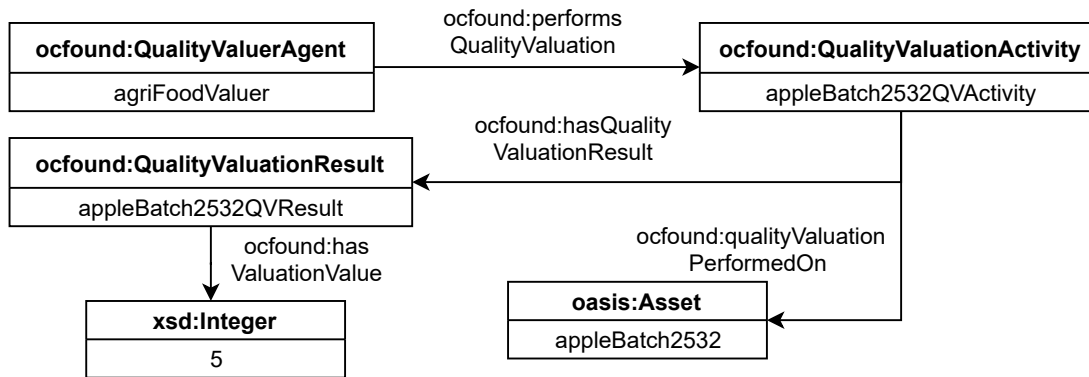 ocfound:performs
QualityValuation
ocfound:QualityValuerAgent
agriFoodValuer
ocfound:QualityValuationActivity
appleBatch2532QVActivity
ocfound:hasQuality
ValuationResult
ocfound:QualityValuationResult
appleBatch2532QVResult
ocfound:has
ValuationValue
ocfound:qualityValuation
PerformedOn
xsd:Integer
5
oasis:Asset
appleBatch2532